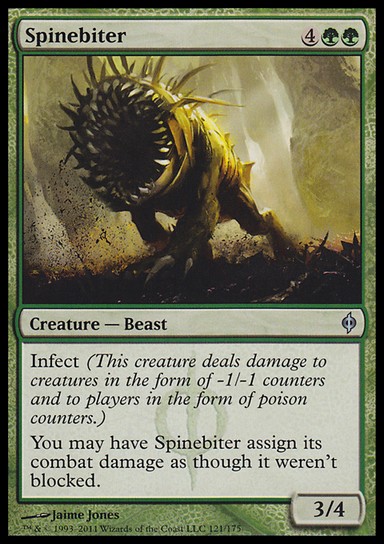 Spinebiter 4
Creature — Beast
Infect (This creature deals damage to
creatures in the form of -1/-1 counters
and to players in the form of poison
counters.)
You may have Spinebiter assign its
combat damage as though it weren't
blocked.
Jaime Jones
3/4
™ & © 1993-2011 Wizards of the Coast LLC 121/175